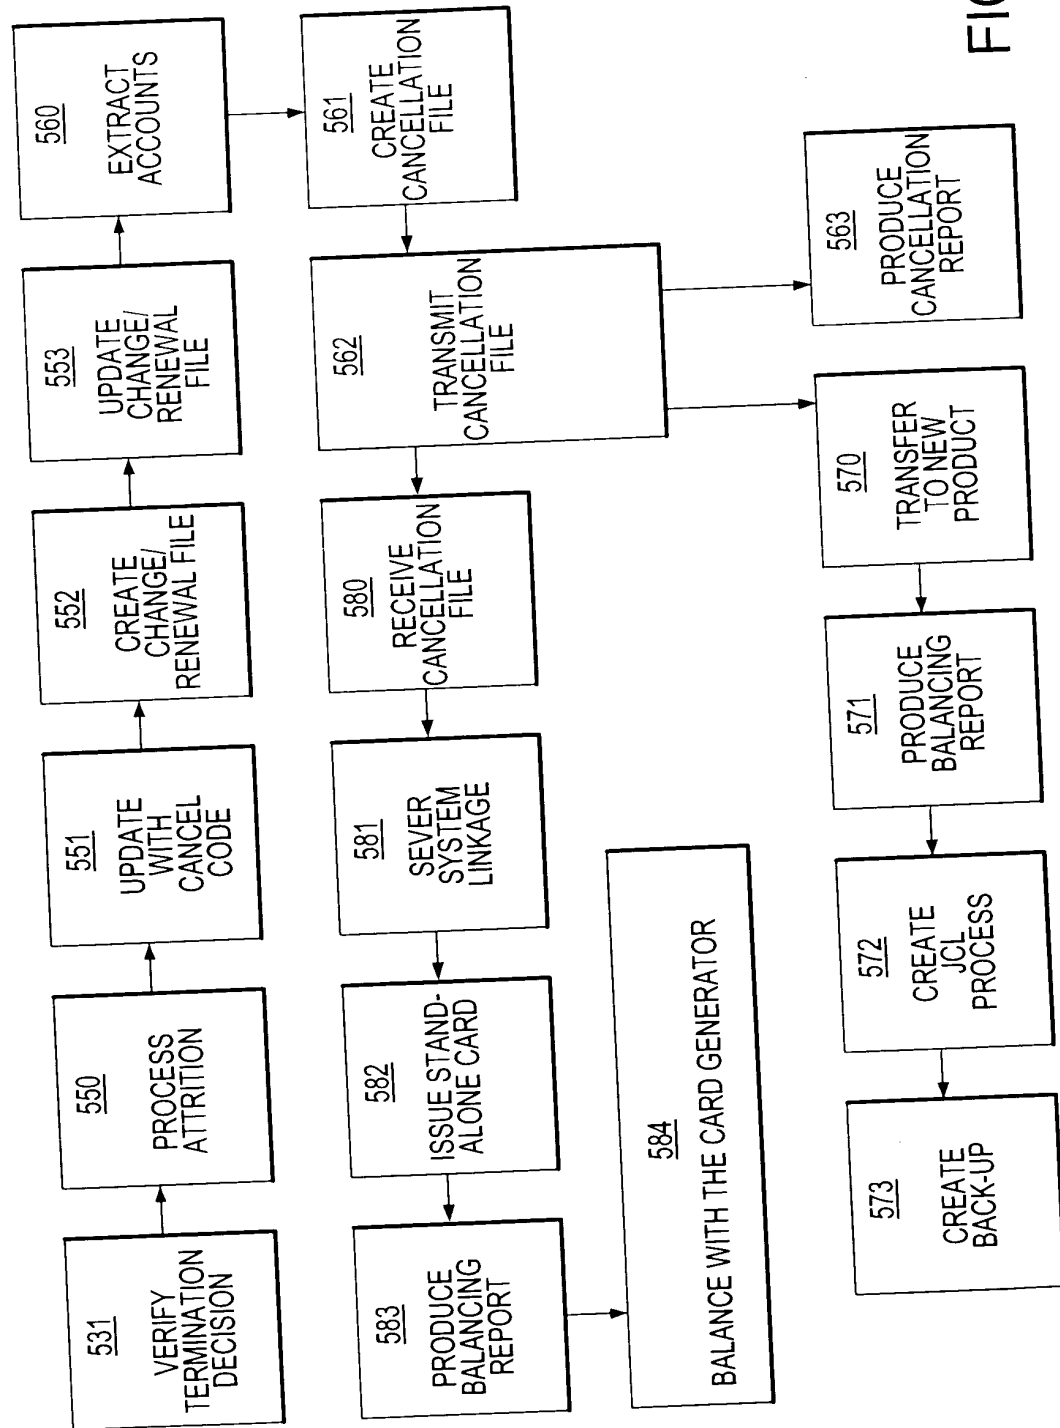 531
VERIFY
TERMINATION
DECISION
550
PROCESS
ATTRITION
551
UPDATE
WITH
CANCEL
CODE
552
CREATE
CHANGE/
RENEWAL FILE
553
UPDATE
CHANGE/
RENEWAL
FILE
560
EXTRACT
ACCOUNTS
561
CREATE
CANCELLATION
FILE
562
TRANSMIT
CANCELLATION
FILE
580
RECEIVE
CANCELLATION
FILE
581
SEVER
SYSTEM
LINKAGE
582
ISSUE STAND-
ALONE CARD
583
PRODUCE
BALANCING
REPORT
584
BALANCE WITH THE CARD GENERATOR
563
PRODUCE
CANCELLATION
REPORT
570
TRANSFER
TO NEW
PRODUCT
571
PRODUCE
BALANCING
REPORT
572
CREATE
JCL
PROCESS
573
CREATE
BACK-UP